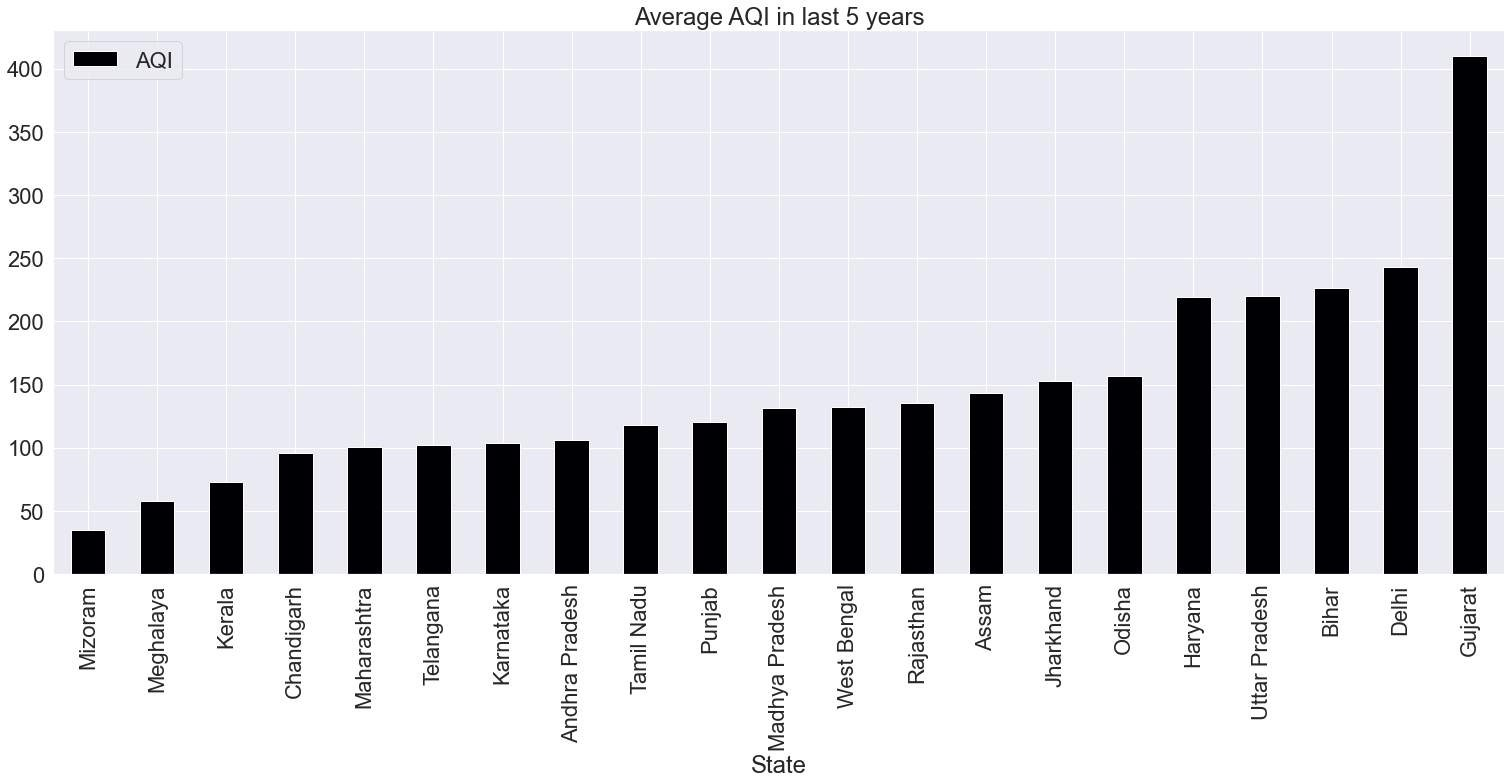 Average AQI in last 5 years
AQI
400
350
300
250
200
150
100
50
0
Mizoram
Meghalaya
Kerala
Chandigarh
Maharashtra
Telangana
Karnataka
Andhra Pradesh
Tamil Nadu
Punjab
Madhya Pradesh
West Bengal
Rajasthan
Assam
Jharkhand
Odisha
Haryana
Uttar Pradesh
Bihar
Delhi
Gujarat
State